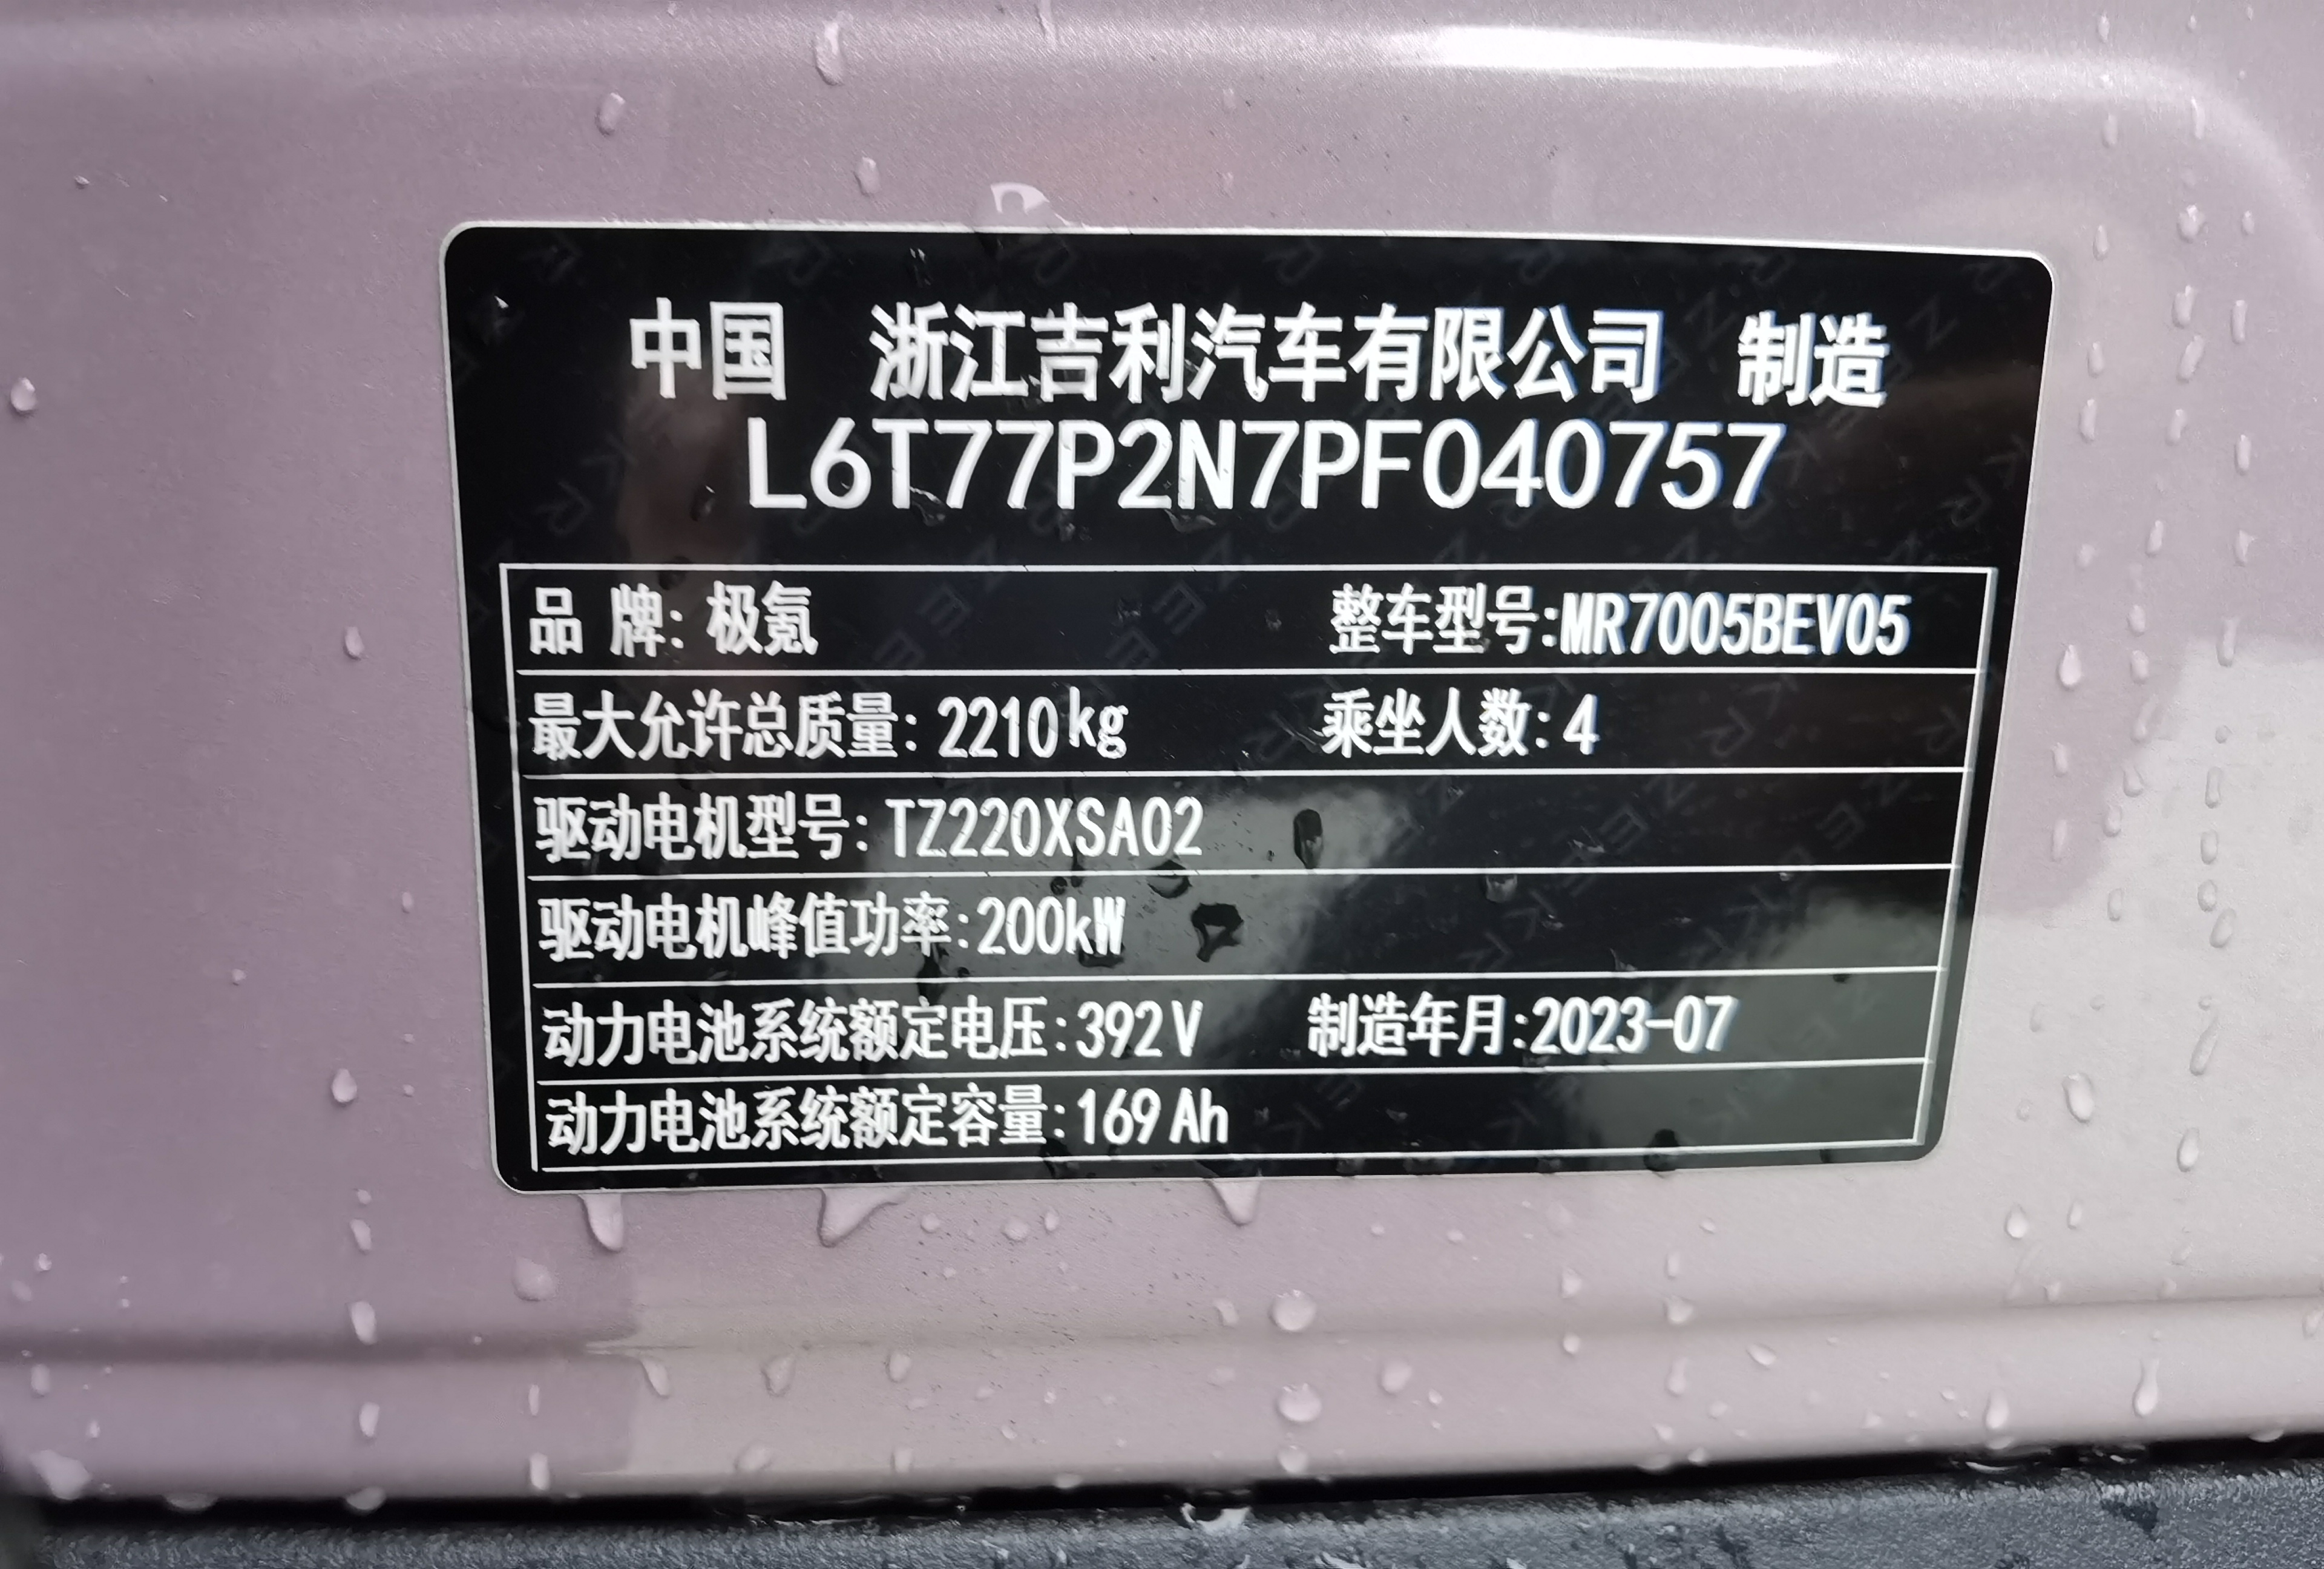 中国 浙江吉利汽车有限公司 制造
L6T77P2N7PF040757
品 牌: 极氪 整车型号:MR7005BEV05
最大允许总质量: 2210kg 乘坐人数: 4
驱动电机型号: TZ220XSA02
驱动电机峰值功率:200kW
动力电池系统额定电压:392V 制造年月:2023-07
动力电池系统额定容量:169Ah